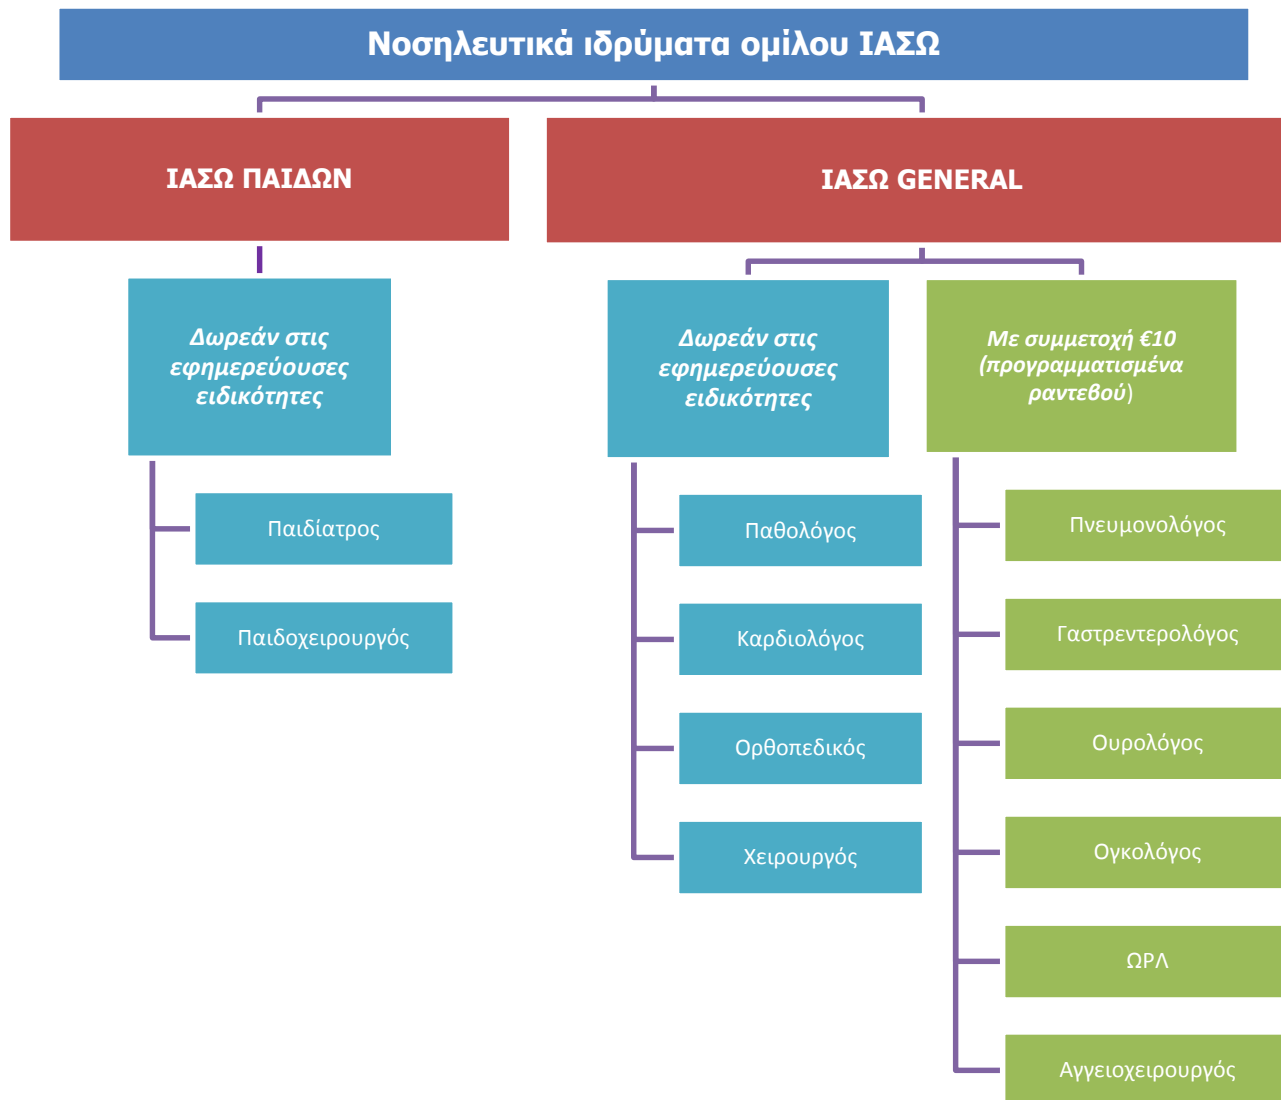 Νοσηλευτικά ιδρύματα ομίλου ΙΑΣΩ
ΙΑΣΩ ΠΑΙΔΩΝ
Δωρεάν στις
εφημερεύουσες
ειδικότητες
Παιδίατρος
Παιδοχειρουργός
ΙΑΣΩ GENERAL
Δωρεάν στις
εφημερεύουσες
ειδικότητες
Παθολόγος
Καρδιολόγος
Ορθοπεδικός
Χειρουργός
Με συμμετοχή €10
(προγραμματισμένα
ραντεβού)
Πνευμονολόγος
Γαστρεντερολόγος
Ουρολόγος
Ογκολόγος
ΩΡΛ
Αγγειοχειρουργός